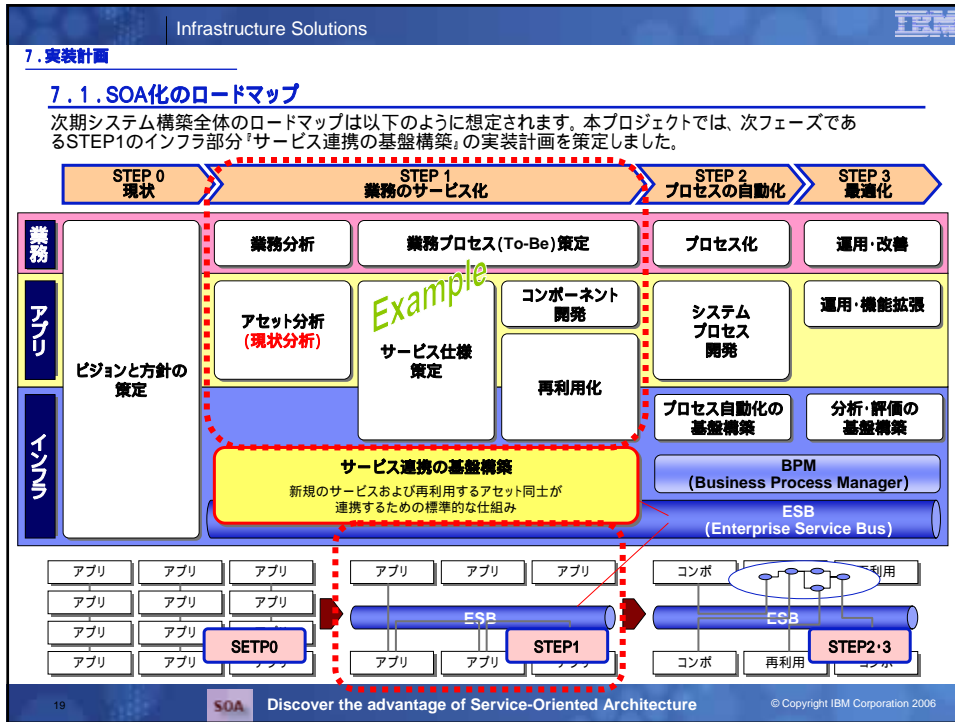 Infrastructure Solutions
IBM
7.実装計画
7.1.SOA化のロードマップ
次期システム構築全体のロードマップは以下のように想定されます。本プロジェクトでは、次フェーズであ
るSTEP1のインフラ部分『サービス連携の基盤構築』の実装計画を策定しました。
STEP 0
現状
STEP 1
業務のサービス化
STEP 2
プロセスの自動化
STEP 3
最適化
業務
業務分析
業務プロセス(To-Be)策定
プロセス化
運用・改善
アプリ
ビジョンと方針の
策定
アセット分析
(現状分析)
Example
サービス仕様
策定
コンポーネント
開発
再利用化
システム
プロセス
開発
運用・機能拡張
インフラ
プロセス自動化の
基盤構築
分析・評価の
基盤構築
サービス連携の基盤構築
新規のサービスおよび再利用するアセット同士が
連携するための標準的な仕組み
BPM
(Business Process Manager)
ESB
(Enterprise Service Bus)
アプリ アプリ アプリ
アプリ アプリ アプリ
アプリ アプリ アプリ
アプリ アプリ
SETP0
アプリ アプリ アプリ
ESB
アプリ アプリ
STEP1
コンポ 利用
ESB
コンポ 再利用 コンポ
STEP2・3
19
SOA
Discover the advantage of Service-Oriented Architecture
© Copyright IBM Corporation 2006